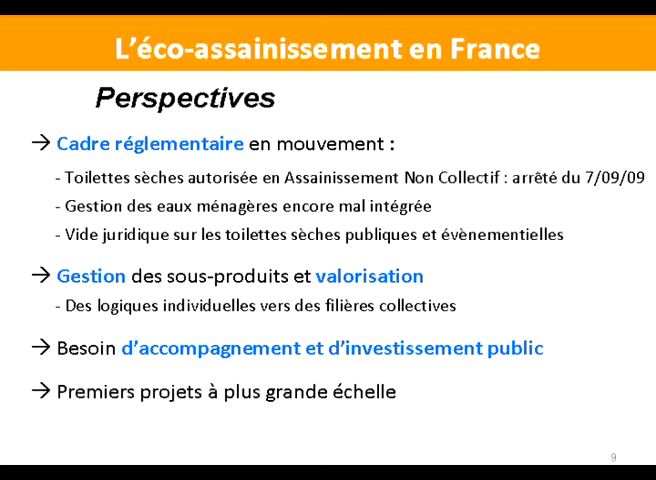 L'éco-assainissement en France
Perspectives
→ Cadre réglementaire en mouvement :
- Toilettes sèches autorisée en Assainissement Non Collectif : arrêté du 7/09/09
- Gestion des eaux ménagères encore mal intégrée
- Vide juridique sur les toilettes sèches publiques et évènementielles
→ Gestion des sous-produits et valorisation
- Des logiques individuelles vers des filières collectives
→ Besoin d'accompagnement et d'investissement public
→ Premiers projets à plus grande échelle
9